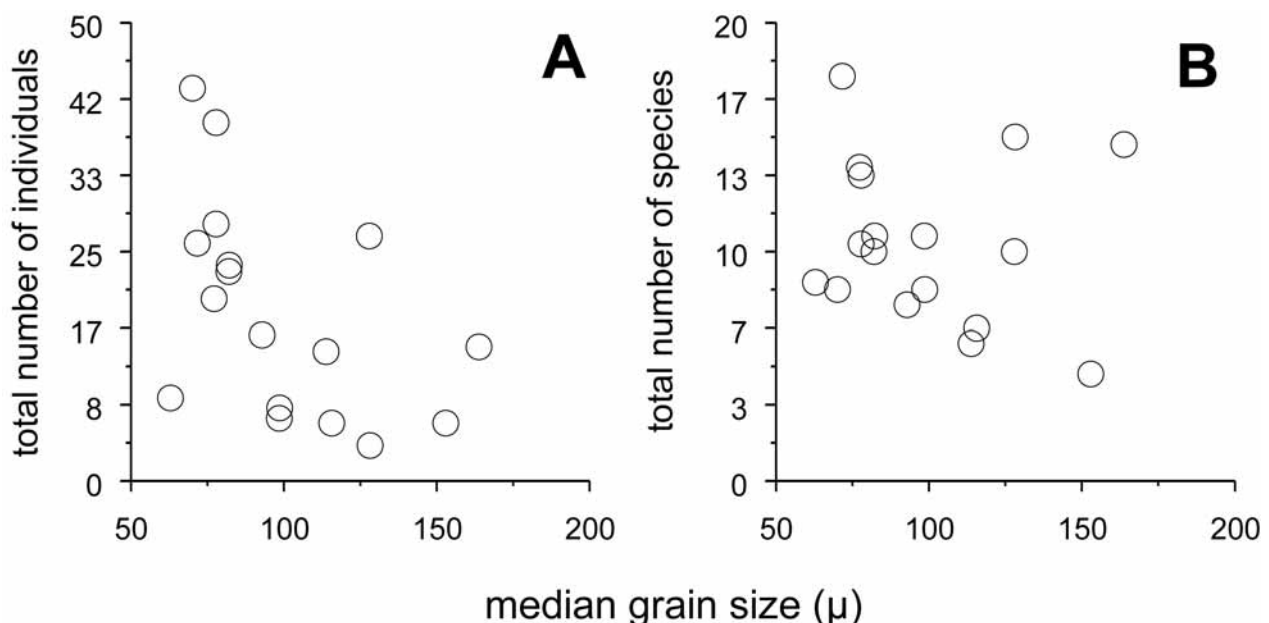 A
total number of individuals
50
42
33
25
17
8
0
50 100 150 200
B
total number of species
20
17
13
10
7
3
0
50 100 150 200
median grain size (μ)